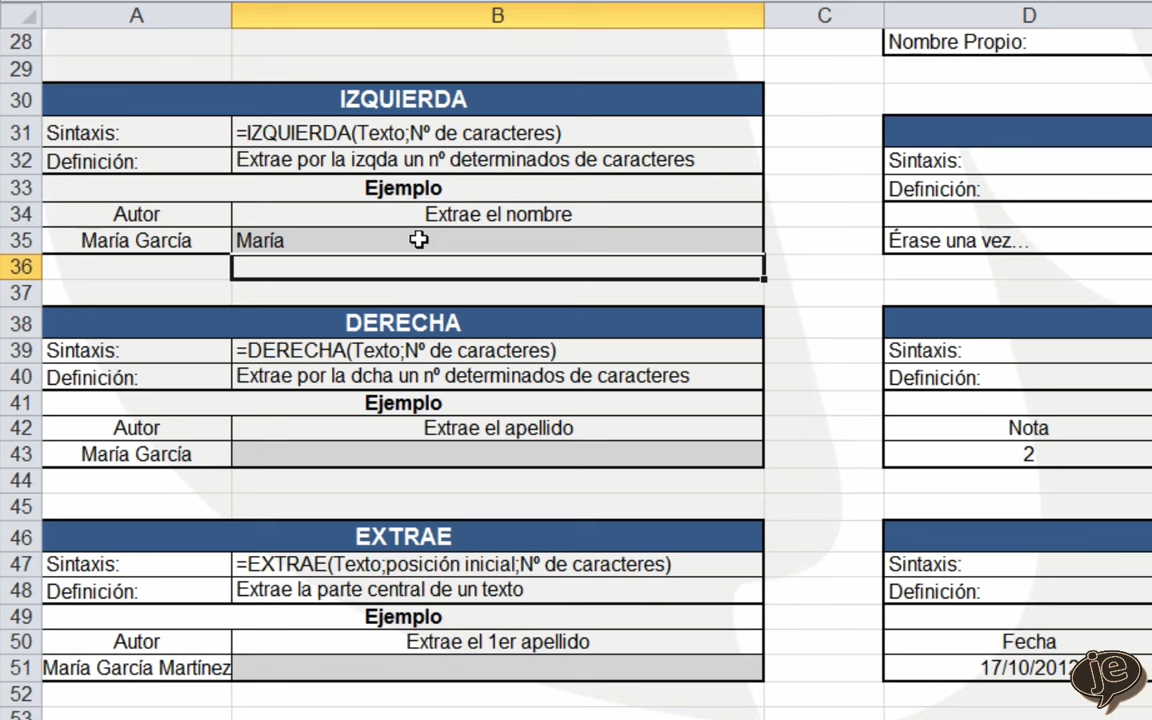 A B C D
28 Nombre Propio:
29
30 IZQUIERDA
31 Sintaxis: =IZQUIERDA(Texto;Nº de caracteres)
32 Definición: Extrae por la izqda un nº determinados de caracteres Sintaxis:
33 Ejemplo Definición:
34 Autor Extrae el nombre
35 María García María Érase una vez...
36
37
38 DERECHA
39 Sintaxis: =DERECHA(Texto;Nº de caracteres) Sintaxis:
40 Definición: Extrae por la dcha un nº determinados de caracteres Definición:
41 Ejemplo
42 Autor Extrae el apellido Nota
43 María García 2
44
45
46 EXTRAE
47 Sintaxis: =EXTRAE(Texto;posición inicial;Nº de caracteres) Sintaxis:
48 Definición: Extrae la parte central de un texto Definición:
49 Ejemplo
50 Autor Extrae el 1er apellido Fecha
51 María García Martínez 17/10/2012
52
53
je